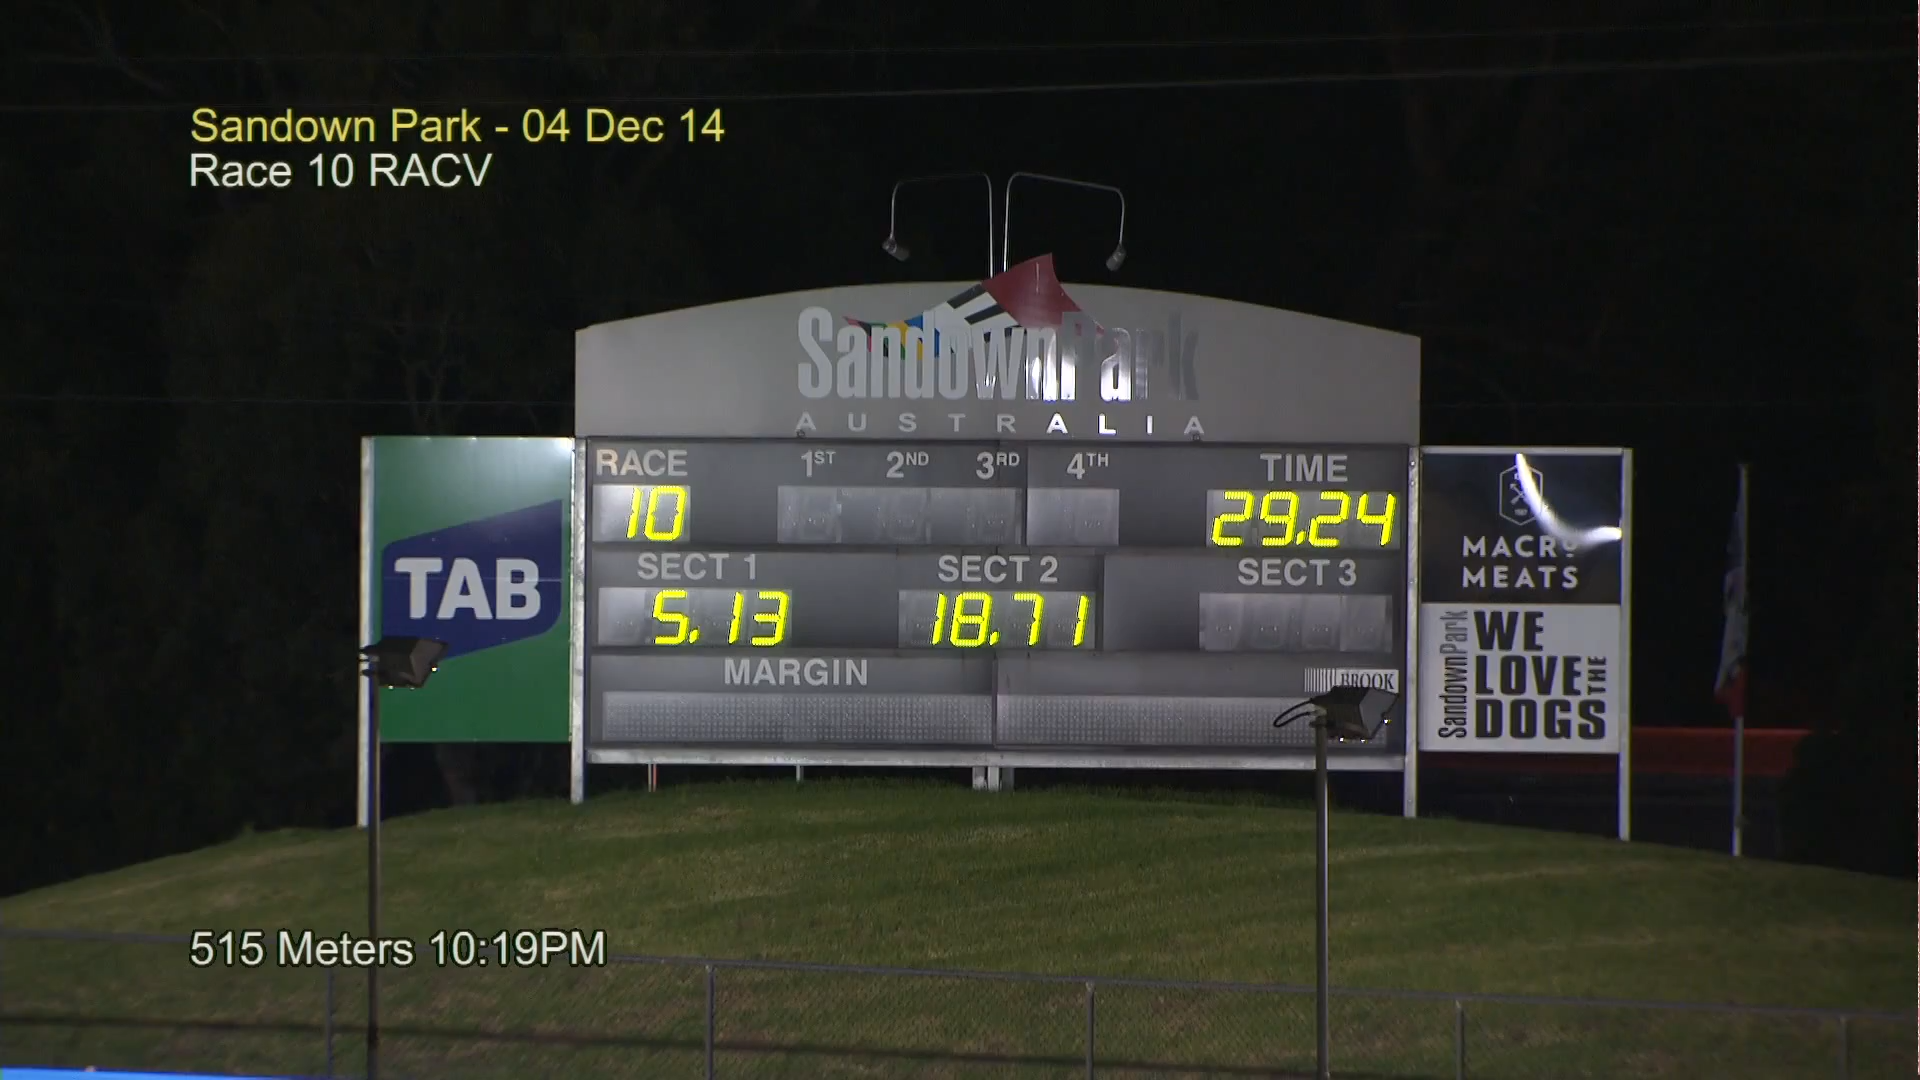 Sandown Park - 04 Dec 14
Race 10 RACV
SandownPark
AUSTRALIA
RACE 1ST 2ND 3RD 4TH TIME
10 29.24
SECT 1 SECT 2 SECT 3
5.13 18.71
MARGIN
BROOK
TAB
MACRO
MEATS
SandownPark
WE
LOVE THE
DOGS
515 Meters 10:19PM